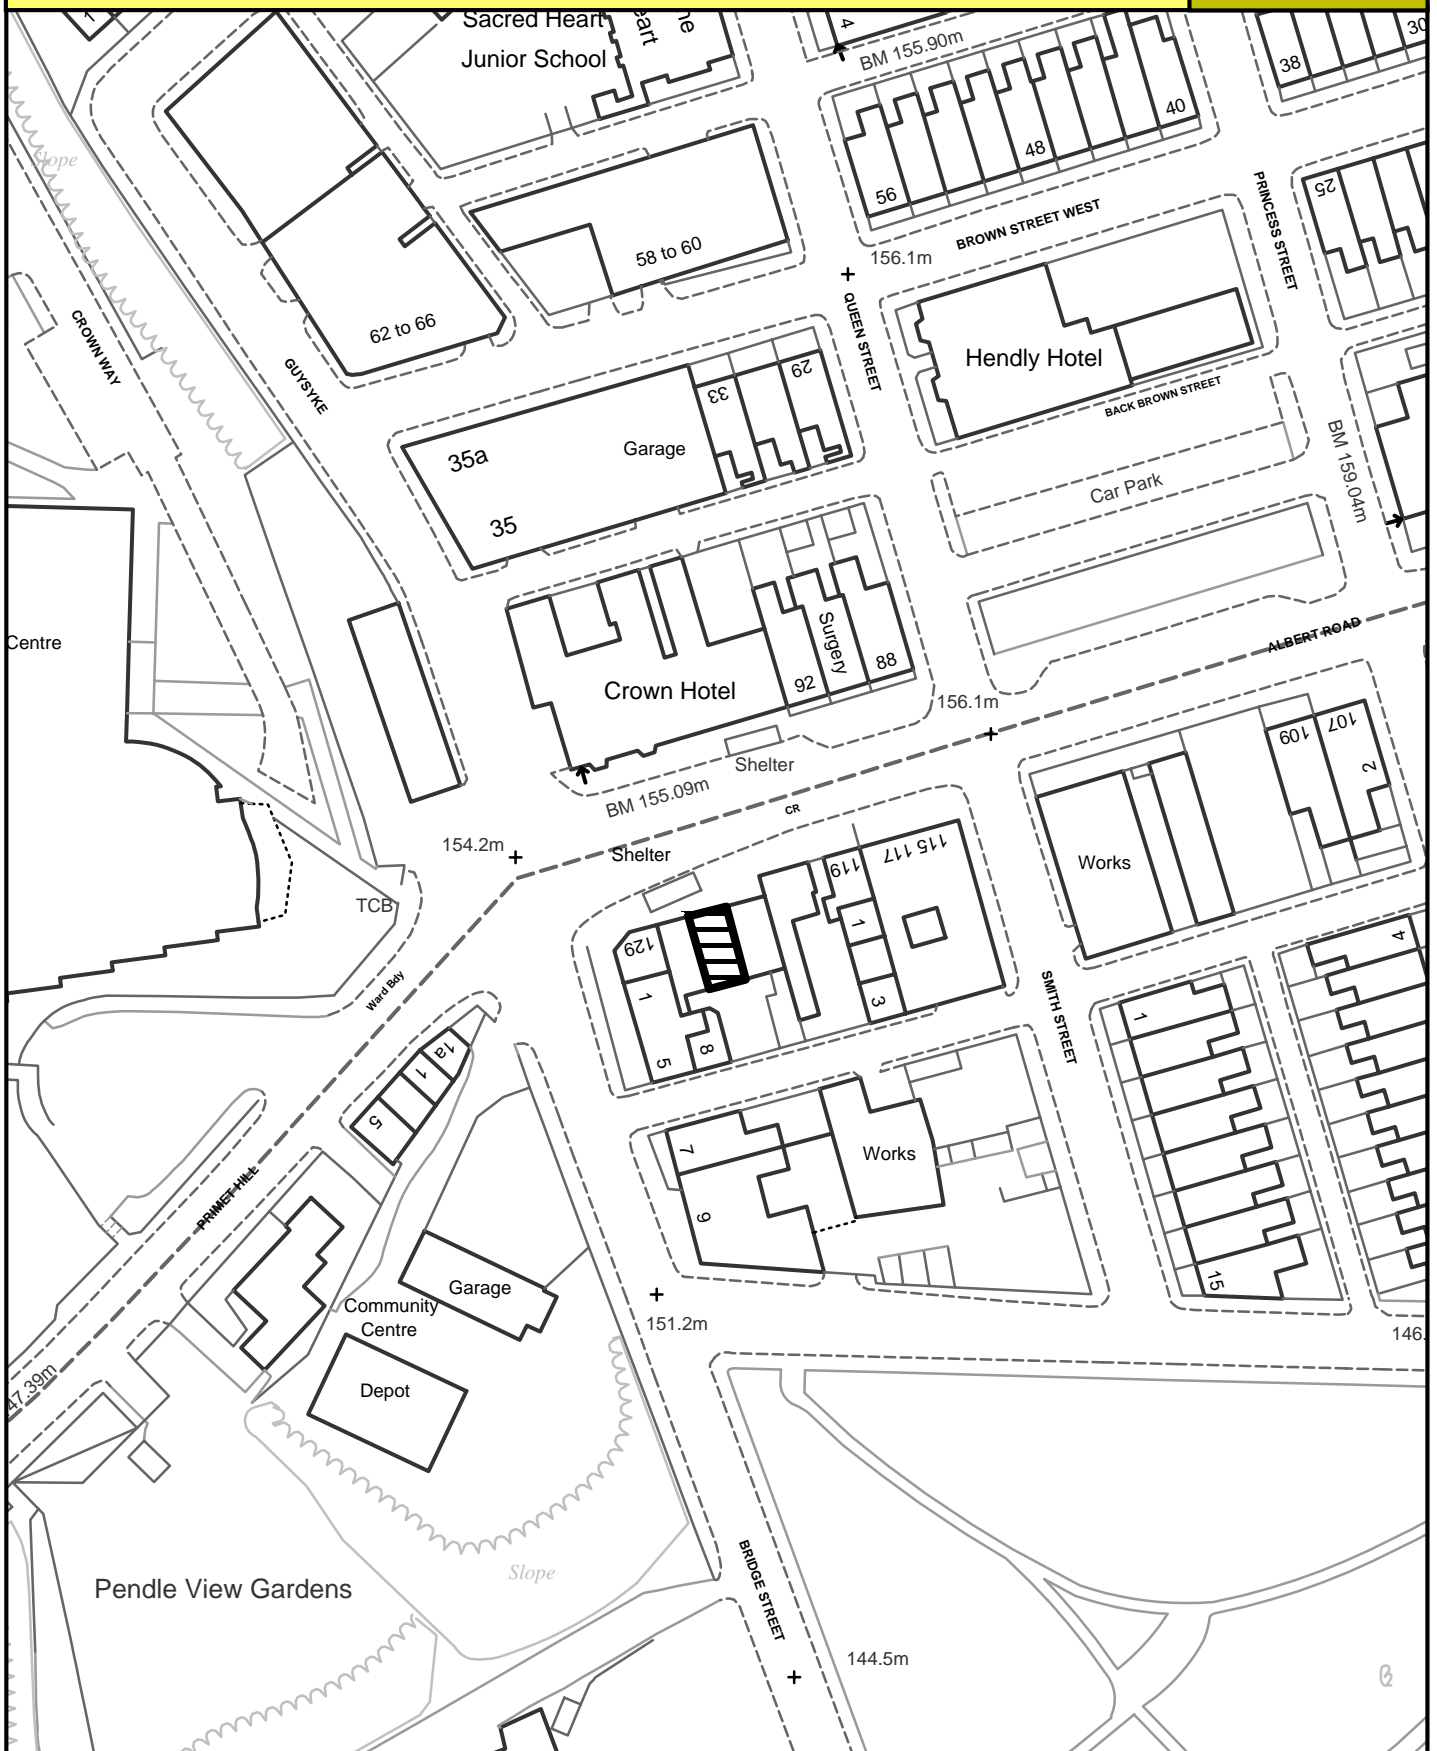 Sacred Heart
Junior School
eart
ne
1
4
BM 155.90m
38
30
40
48
56
Slope
BROWN STREET WEST
PRINCESS STREET
25
58 to 60
156.1m
62 to 66
CROWN WAY
GUYSYKE
QUEEN STREET
Hendly Hotel
BACK BROWN STREET
29
33
Garage
35a
35
Car Park
BM 159.04m
Centre
Surgery
88
92
Crown Hotel
ALBERT ROAD
156.1m
Shelter
BM 155.09m
CR
154.2m
Shelter
109
107
2
115 117
119
Works
TCB
129
1
1
3
5
8
4
Ward Bdy
SMITH STREET
1
1a
1
5
7
Works
9
PRIMET HILL
15
Garage
Community
Centre
151.2m
146.
Depot
47.39m
Slope
Pendle View Gardens
BRIDGE STREET
144.5m